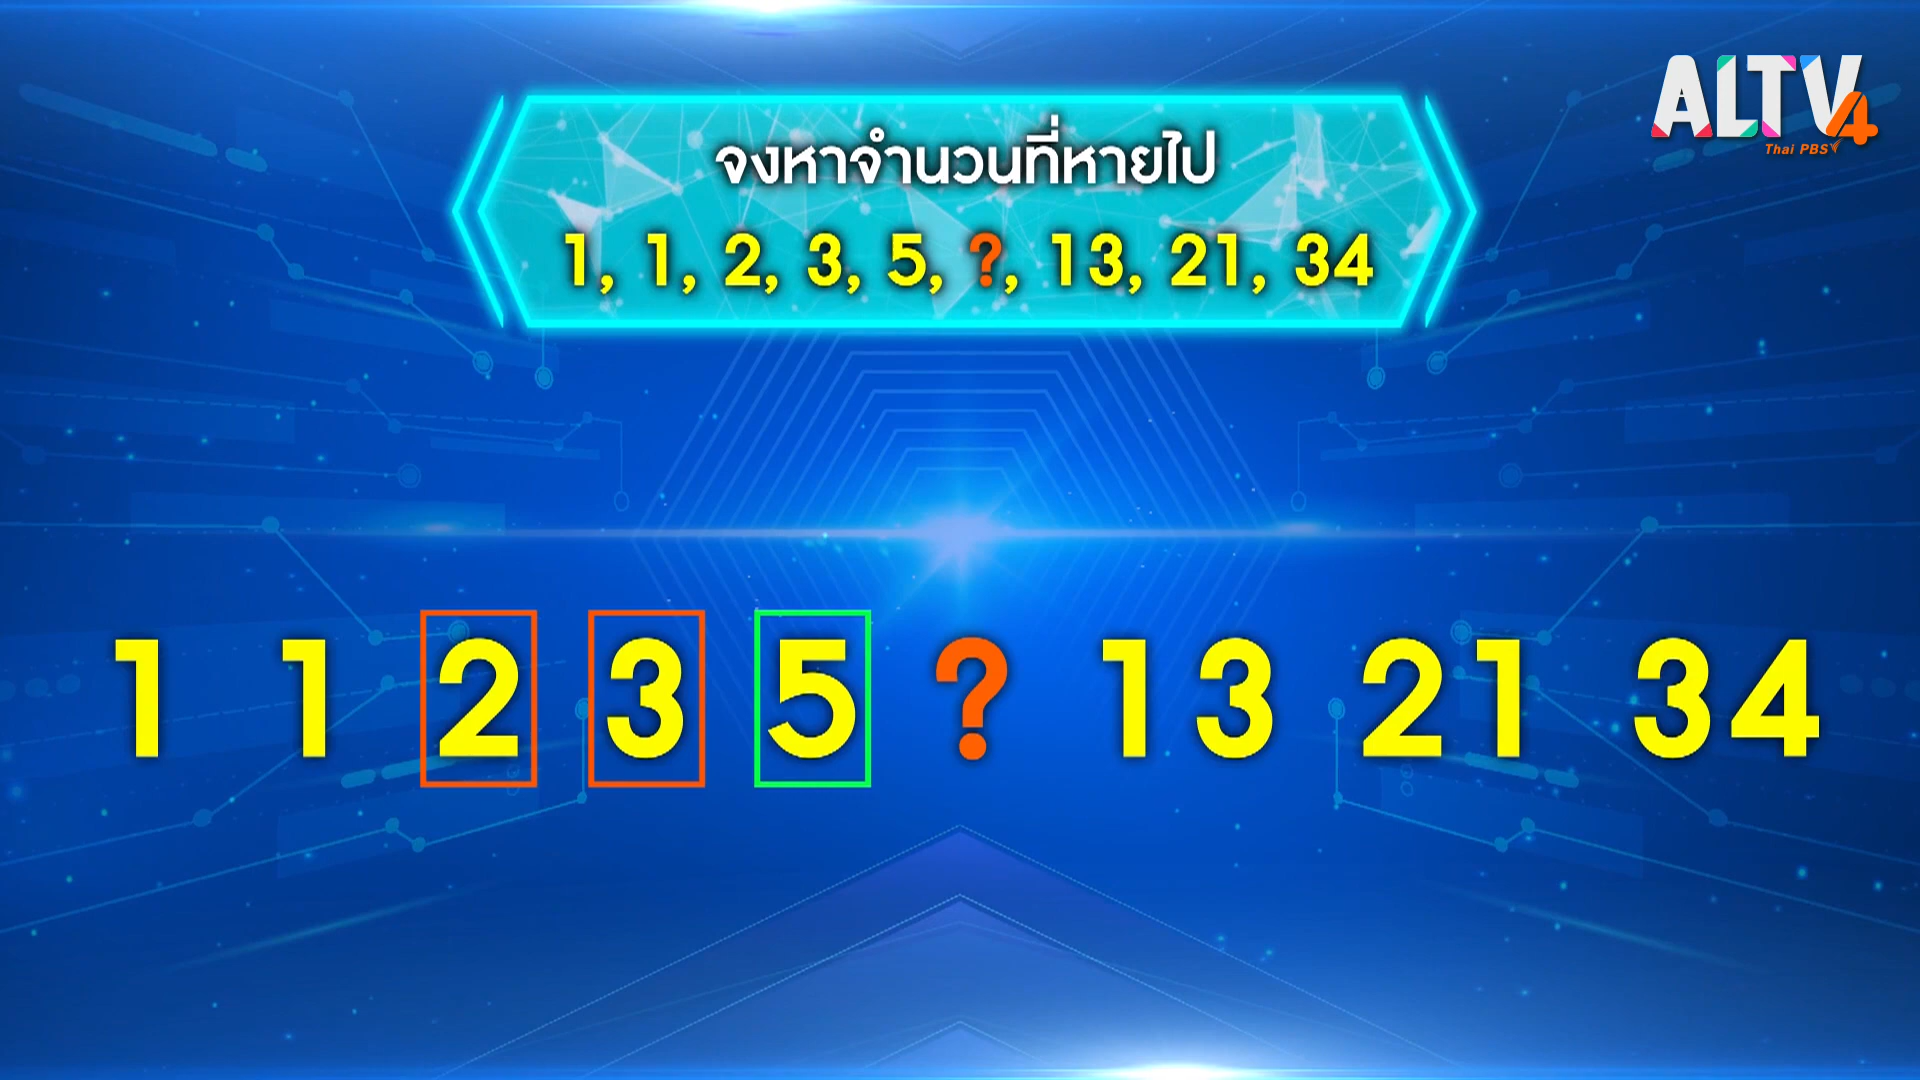 ALTV4
Thai PBS
จงหาจำนวนที่หายไป
1, 1, 2, 3, 5, ?, 13, 21, 34
1 1 2 3 5 ? 13 21 34